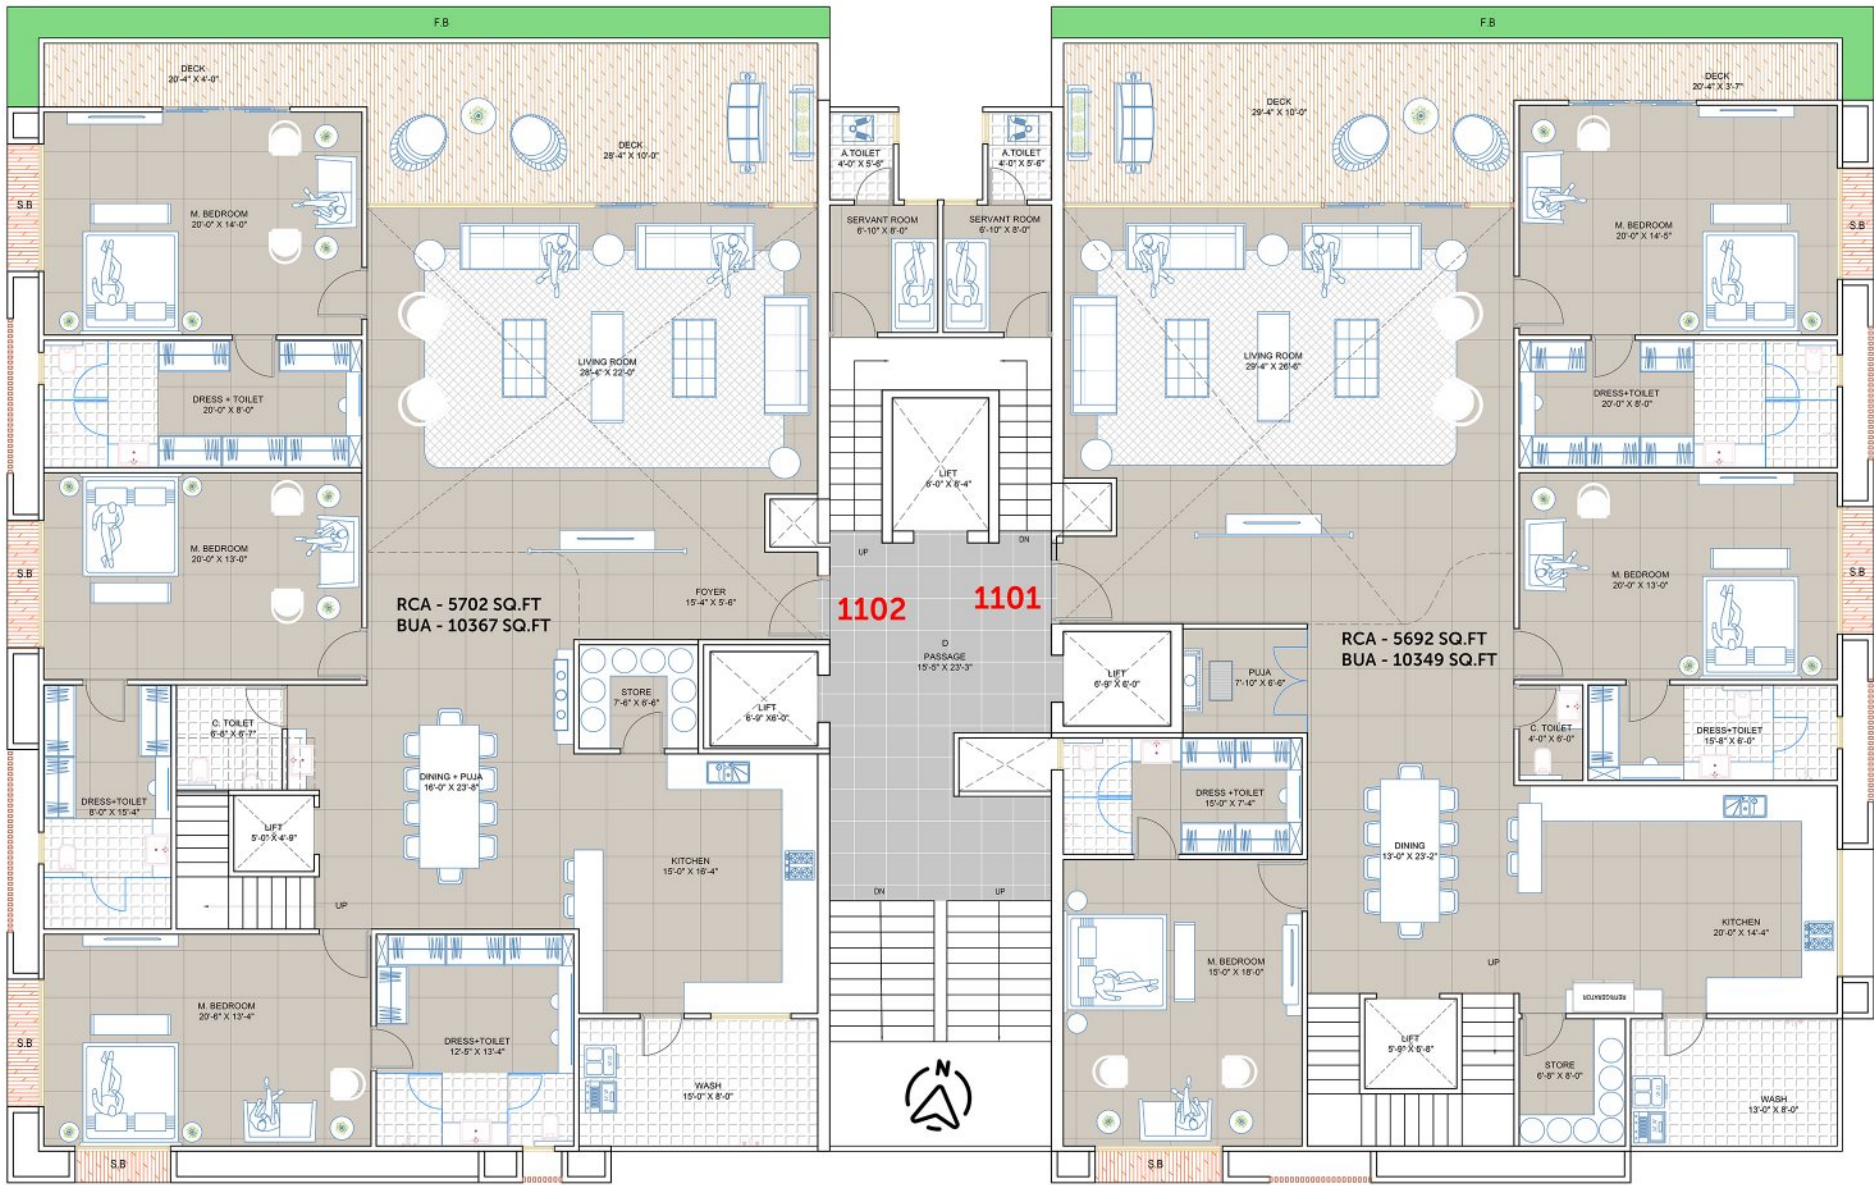 F.B
F.B
DECK
20'-4" X 4'-0"
DECK
28'-4" X 10'-0"
DECK
29'-4" X 10'-0"
DECK
20'-4" X 3'-7"
A.TOILET
4'-0" X 5'-6"
A.TOILET
4'-0" X 5'-6"
S.B
M. BEDROOM
20'-0" X 14'-0"
SERVANT ROOM
6'-10" X 8'-0"
SERVANT ROOM
6'-10" X 8'-0"
M. BEDROOM
20'-0" X 14'-5"
S.B
LIVING ROOM
28'-4" X 22'-0"
LIVING ROOM
29'-4" X 26'-6"
DRESS + TOILET
20'-0" X 8'-0"
DRESS+TOILET
20'-0" X 8'-0"
LIFT
6'-0" X 8'-4"
UP
DN
S.B
M. BEDROOM
20'-0" X 13'-0"
M. BEDROOM
20'-0" X 13'-0"
S.B
FOYER
15'-4" X 5'-6"
RCA - 5702 SQ.FT
BUA - 10367 SQ.FT
1102
1101
RCA - 5692 SQ.FT
BUA - 10349 SQ.FT
D
PASSAGE
15'-5" X 23'-3"
STORE
7'-6" X 6'-6"
LIFT
6'-9" X6'-0"
LIFT
6'-9" X 6'-0"
PUJA
7'-10" X 6'-6"
C. TOILET
6'-8" X 6'-7"
C. TOILET
4'-0" X 6'-0"
DRESS+TOILET
15'-8" X 6'-0"
DINING + PUJA
16'-0" X 23'-8"
DRESS+TOILET
8'-0" X 15'-4"
LIFT
5'-0" X 4'-9"
DRESS +TOILET
15'-0" X 7'-4"
DINING
13'-0" X 23'-2"
KITCHEN
15'-0" X 16'-4"
UP
DN
UP
KITCHEN
20'-0" X 14'-4"
UP
M. BEDROOM
20'-6" X 13'-4"
M. BEDROOM
15'-0" X 18'-0"
REFRIGERATOR
S.B
DRESS+TOILET
12'-5" X 13'-4"
LIFT
5'-9" X 5'-8"
STORE
6'-8" X 8'-0"
WASH
15'-0" X 8'-0"
N
WASH
13'-0" X 8'-0"
S.B
S.B